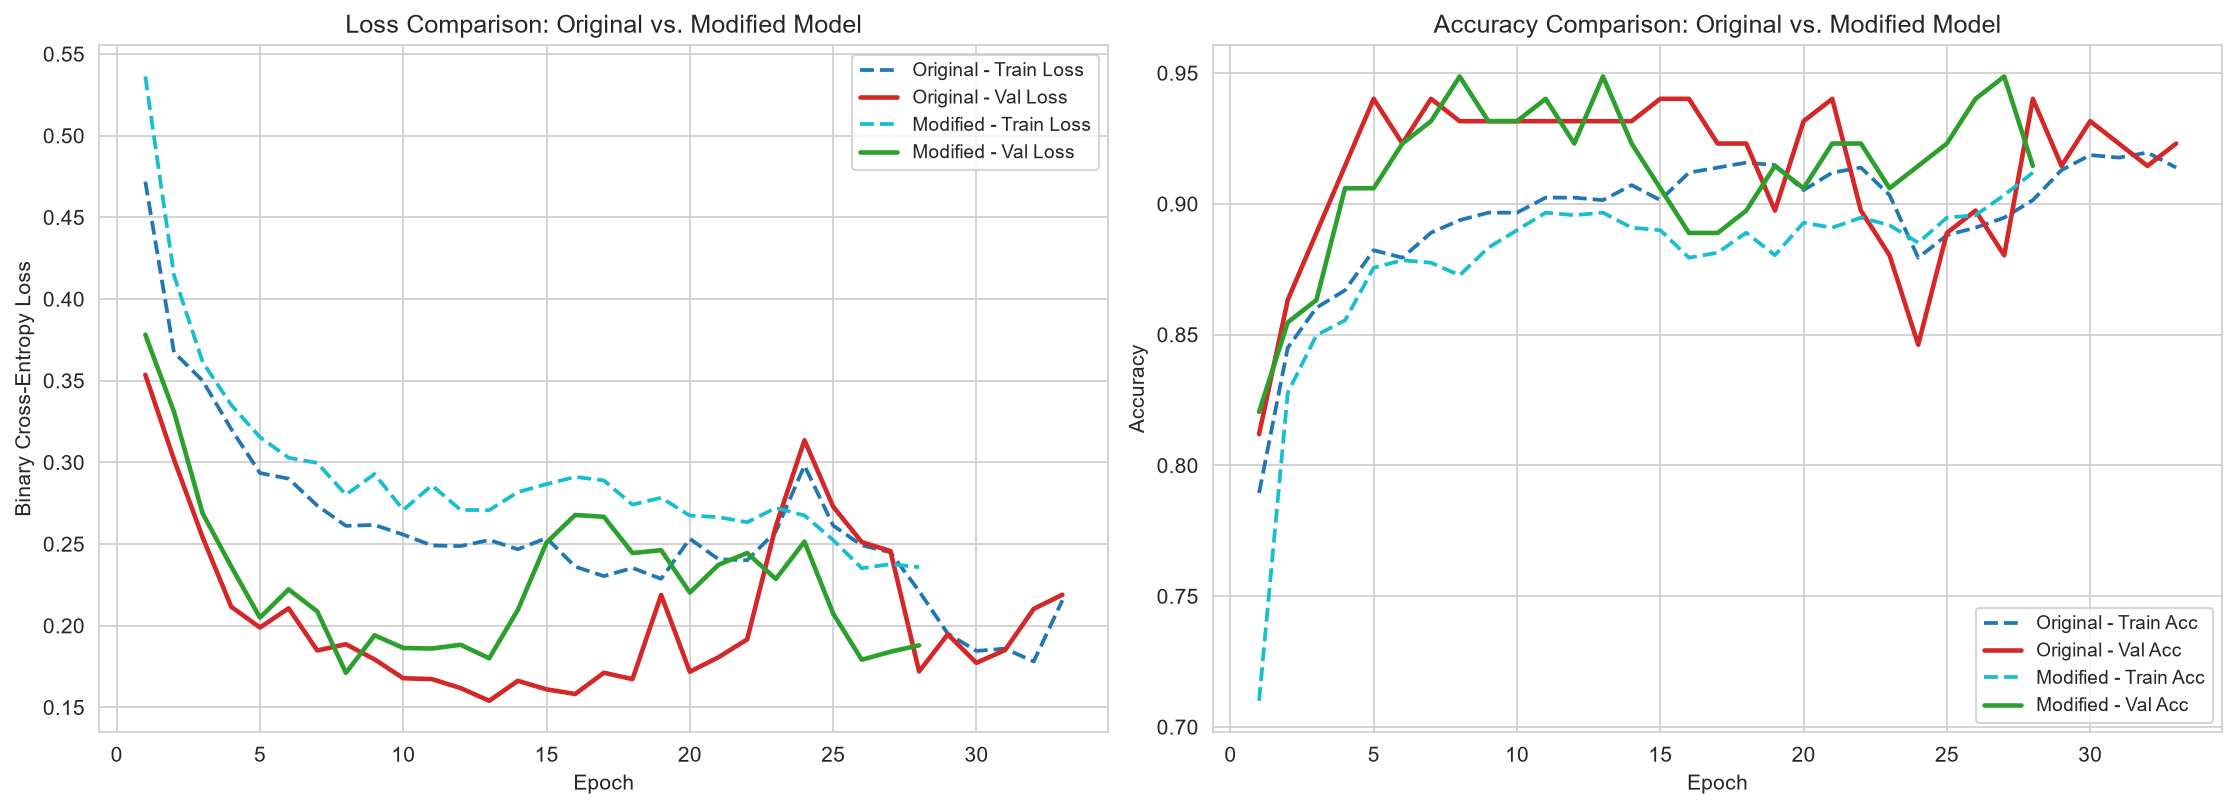 Loss Comparison: Original vs. Modified Model
Binary Cross-Entropy Loss
0.55
0.50
0.45
0.40
0.35
0.30
0.25
0.20
0.15
0 5 10 15 20 25 30
Epoch
Original - Train Loss
Original - Val Loss
Modified - Train Loss
Modified - Val Loss
Accuracy Comparison: Original vs. Modified Model
Accuracy
0.95
0.90
0.85
0.80
0.75
0.70
0 5 10 15 20 25 30
Epoch
Original - Train Acc
Original - Val Acc
Modified - Train Acc
Modified - Val Acc